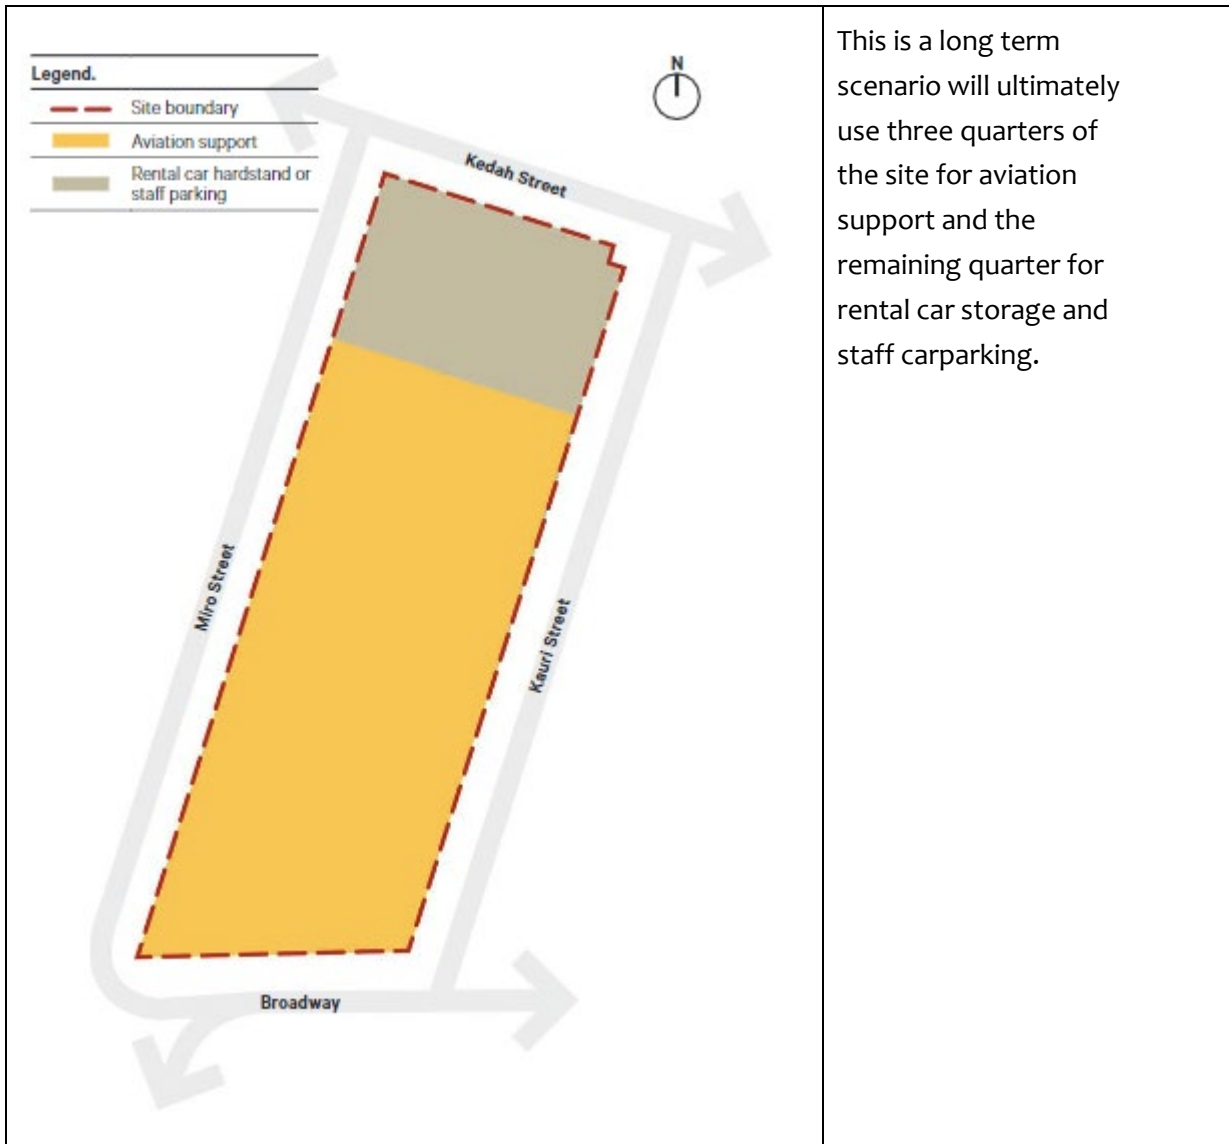 Legend.
Site boundary
Aviation support
Rental car hardstand or
staff parking
N
Kedah Street
Miro Street
Kauri Street
Broadway
This is a long term
scenario will ultimately
use three quarters of
the site for aviation
support and the
remaining quarter for
rental car storage and
staff carparking.